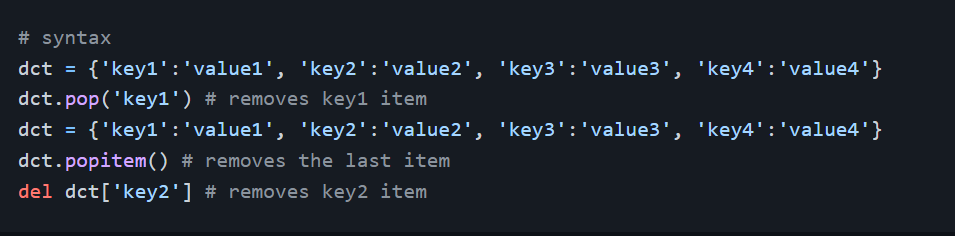 # syntax
dct = {'key1':'value1', 'key2':'value2', 'key3':'value3', 'key4':'value4'}
dct.pop('key1') # removes key1 item
dct = {'key1':'value1', 'key2':'value2', 'key3':'value3', 'key4':'value4'}
dct.popitem() # removes the last item
del dct['key2'] # removes key2 item